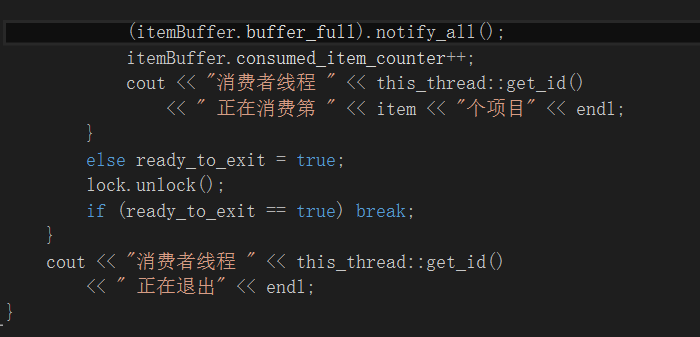 (itemBuffer.buffer_full).notify_all();
itemBuffer.consumed_item_counter++;
cout << "消费者线程 " << this_thread::get_id()
<< " 正在消费第 " << item << "个项目" << endl;
}
else ready_to_exit = true;
lock.unlock();
if (ready_to_exit == true) break;
}
cout << "消费者线程 " << this_thread::get_id()
<< " 正在退出" << endl;
}